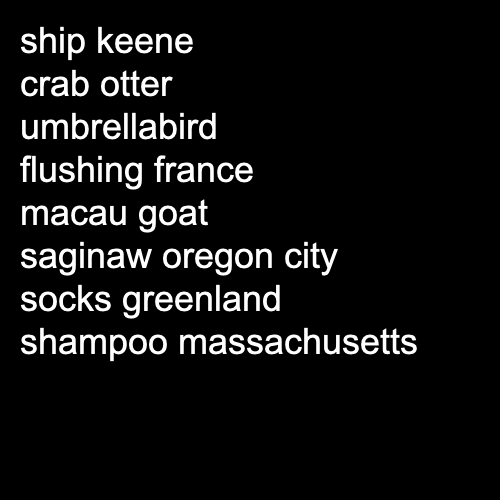 ship keene
crab otter
umbrellabird
flushing france
macau goat
saginaw oregon city
socks greenland
shampoo massachusetts